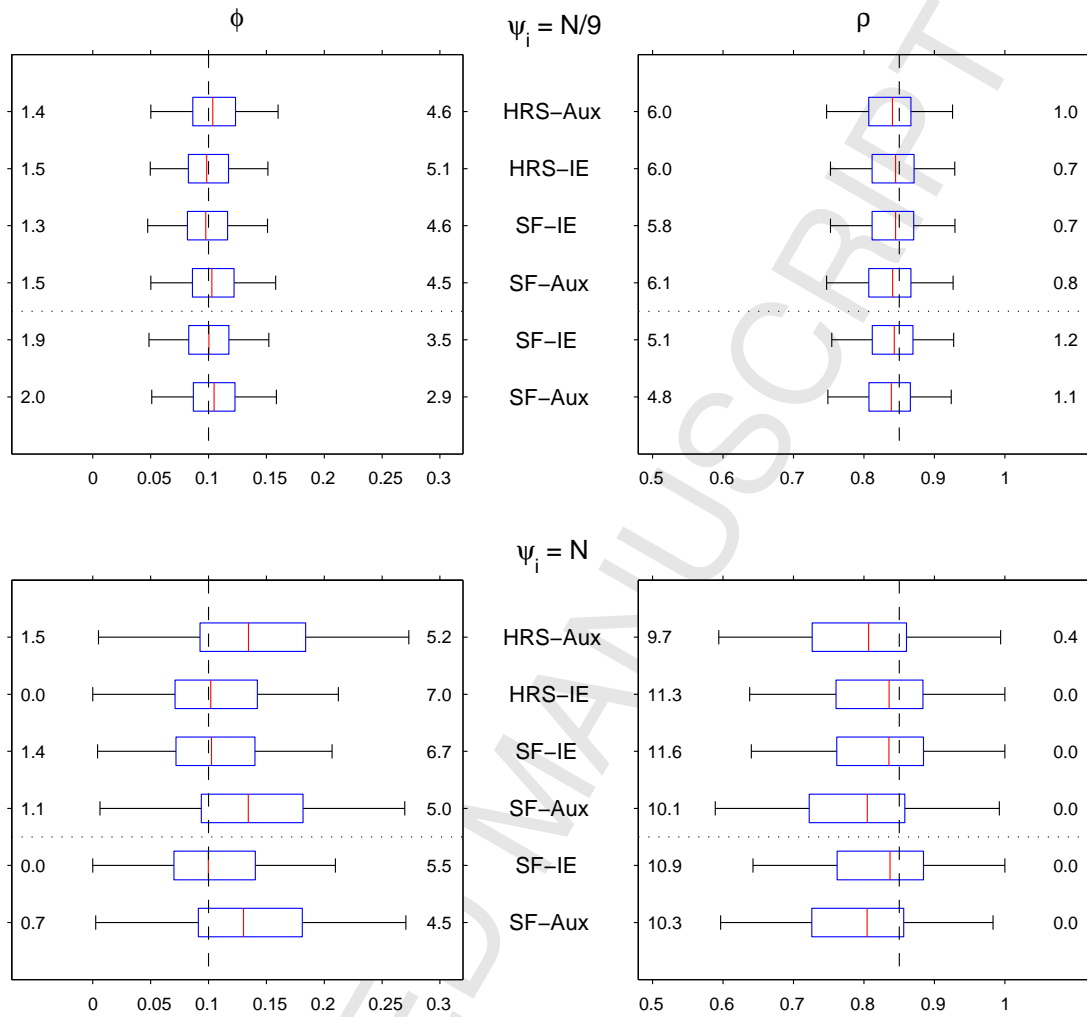 φ ψi = N/9 ρ
1.4 4.6 HRS−Aux 6.0 1.0
1.5 5.1 HRS−IE 6.0 0.7
1.3 4.6 SF−IE 5.8 0.7
1.5 4.5 SF−Aux 6.1 0.8
1.9 3.5 SF−IE 5.1 1.2
2.0 2.9 SF−Aux 4.8 1.1
0 0.05 0.1 0.15 0.2 0.25 0.3 0.5 0.6 0.7 0.8 0.9 1
ψi = N
1.5 5.2 HRS−Aux 9.7 0.4
0.0 7.0 HRS−IE 11.3 0.0
1.4 6.7 SF−IE 11.6 0.0
1.1 5.0 SF−Aux 10.1 0.0
0.0 5.5 SF−IE 10.9 0.0
0.7 4.5 SF−Aux 10.3 0.0
0 0.05 0.1 0.15 0.2 0.25 0.3 0.5 0.6 0.7 0.8 0.9 1
ED MANUSCRIPT